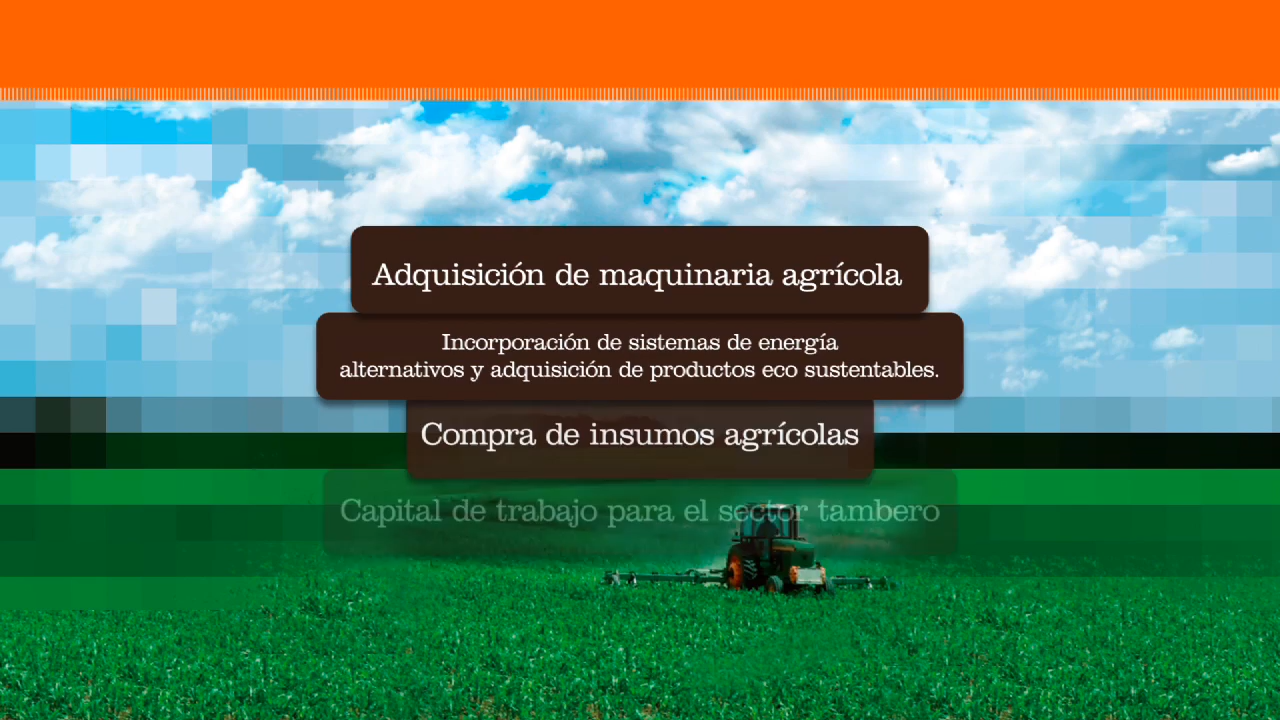 Adquisición de maquinaria agrícola
Incorporación de sistemas de energía
alternativos y adquisición de productos eco sustentables.
Compra de insumos agrícolas
Capital de trabajo para el sector tambero